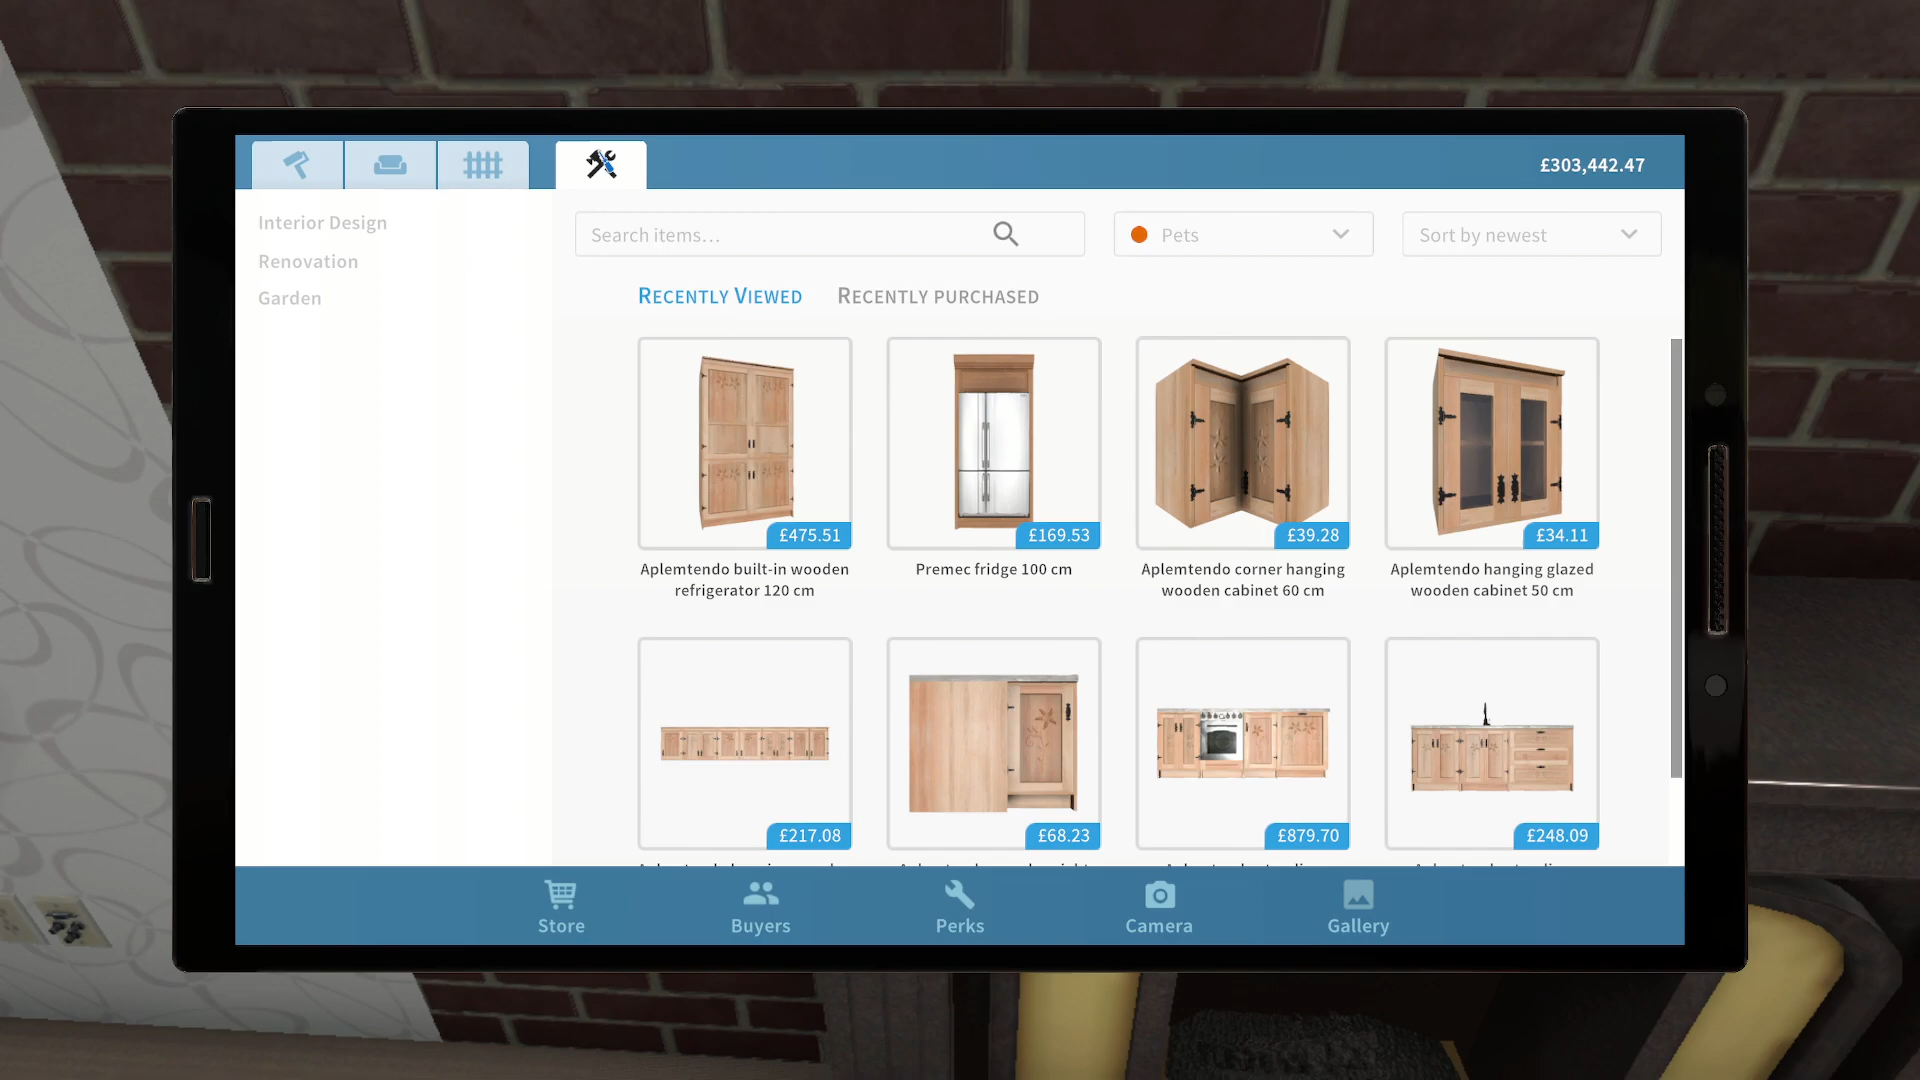 £303,442.47
Interior Design
Renovation
Garden
Search items...
Pets
Sort by newest
RECENTLY VIEWED
RECENTLY PURCHASED
£475.51
£169.53
£39.28
£34.11
Aplemtendo built-in wooden
refrigerator 120 cm
Premec fridge 100 cm
Aplemtendo corner hanging
wooden cabinet 60 cm
Aplemtendo hanging glazed
wooden cabinet 50 cm
£217.08
£68.23
£879.70
£248.09
Store
Buyers
Perks
Camera
Gallery